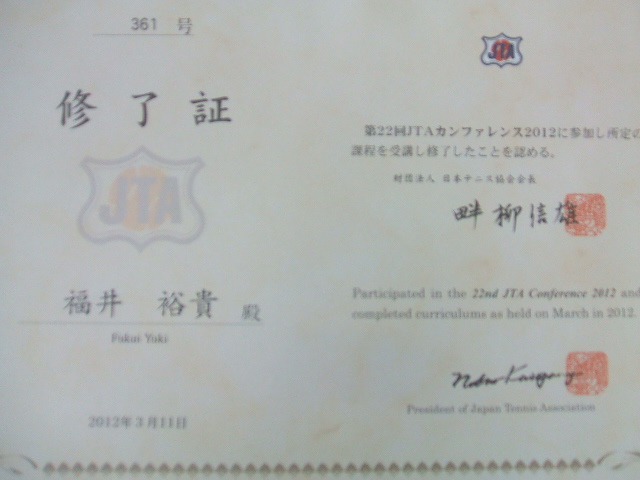 361 号
修了証
JTA
福井 裕貴 殿
Fukui Yuki
2012年3月11日
JTA
第22回JTAカンファレンス2012に参加し所定の
課程を受講し修了したことを認める。
財団法人 日本テニス協会会長
畔柳信雄
Participated in the 22nd JTA Conference 2012 and
completed curriculums as held on March in 2012.
President of Japan Tennis Association